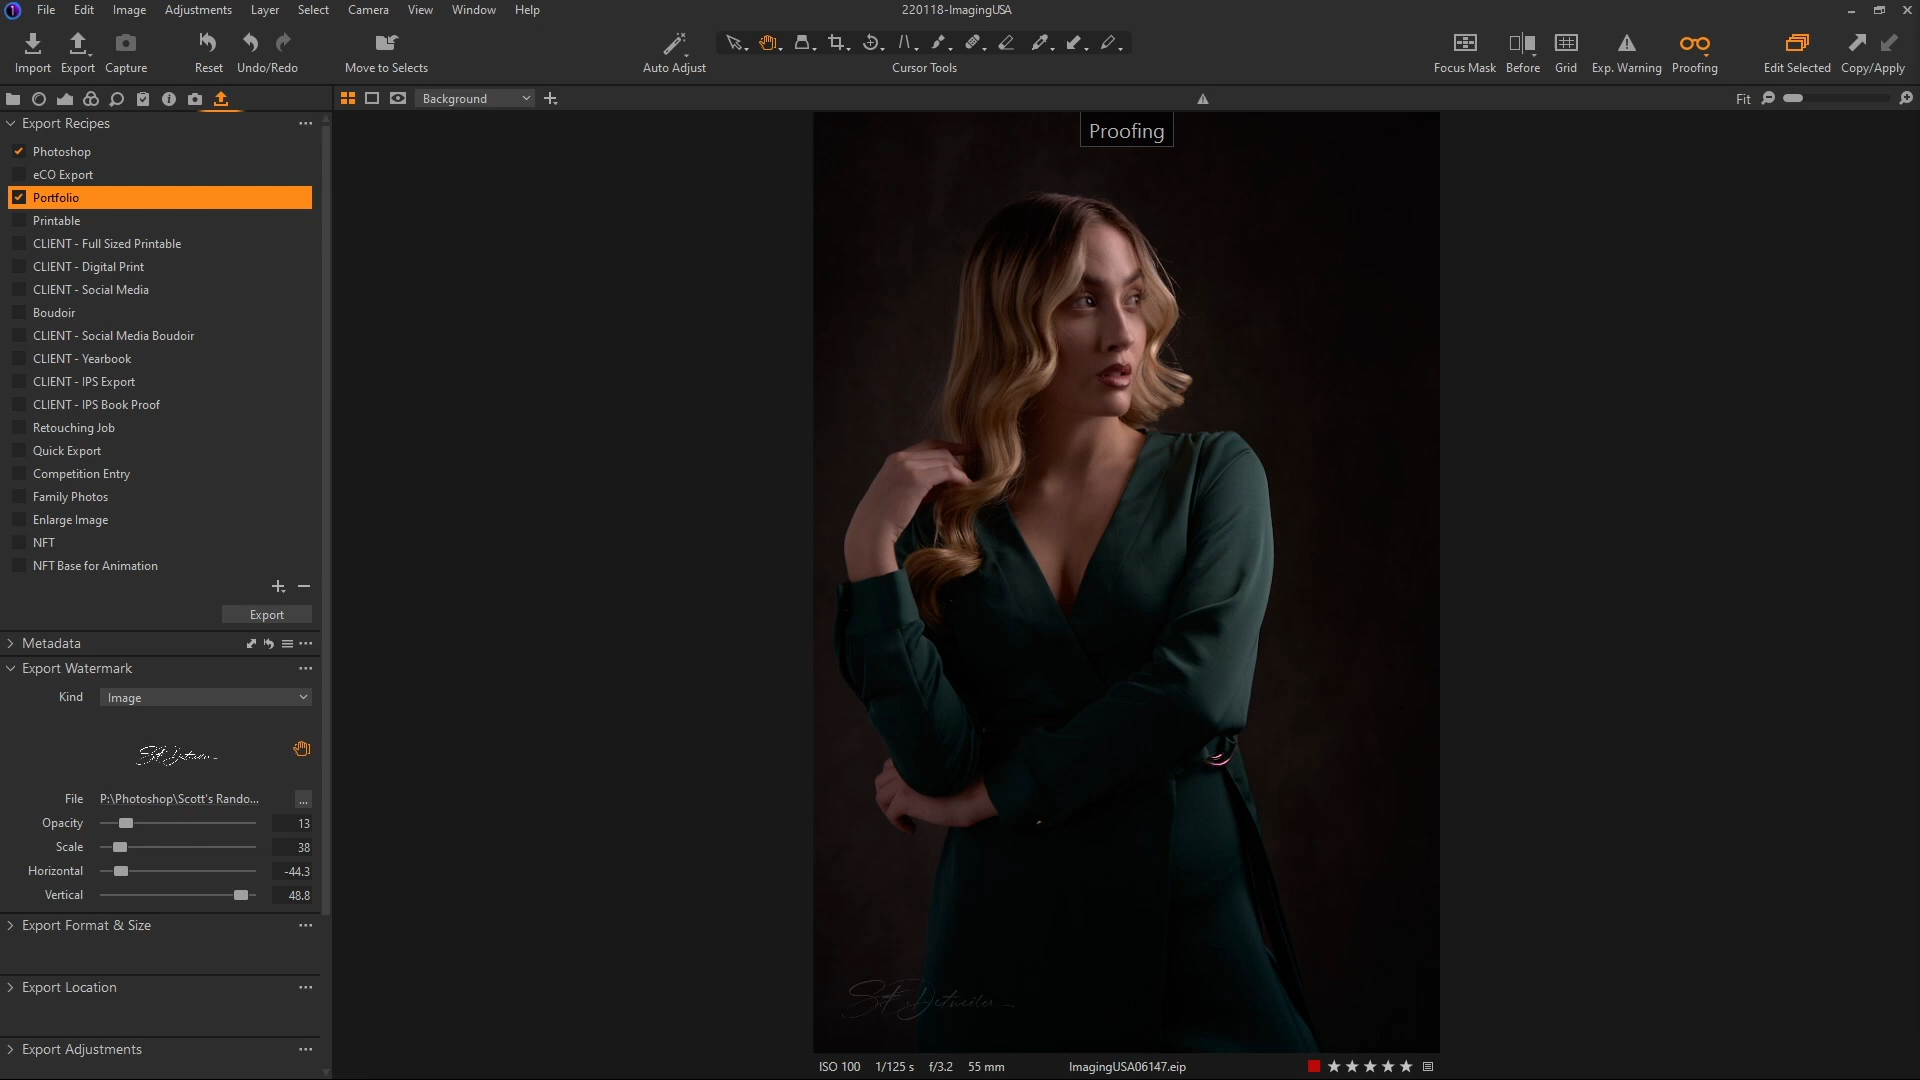 File Edit Image Adjustments Layer Select Camera View Window Help
220118-ImagingUSA
Import Export Capture Reset Undo/Redo Move to Selects Auto Adjust Cursor Tools Focus Mask Before Grid Exp. Warning Proofing Edit Selected Copy/Apply
Background
Fit
Export Recipes
Proofing
Photoshop
eCO Export
Portfolio
Printable
CLIENT - Full Sized Printable
CLIENT - Digital Print
CLIENT - Social Media
Boudoir
CLIENT - Social Media Boudoir
CLIENT - Yearbook
CLIENT - IPS Export
CLIENT - IPS Book Proof
Retouching Job
Quick Export
Competition Entry
Family Photos
Enlarge Image
NFT
NFT Base for Animation
Export
Metadata
Export Watermark
Kind Image
File P:\Photoshop\Scott's Rando... ...
Opacity 13
Scale 38
Horizontal -44.3
Vertical 48.8
Export Format & Size
Export Location
SFDetweiler
Export Adjustments
ISO 100 1/125 s f/3.2 55 mm ImagingUSA06147.eip